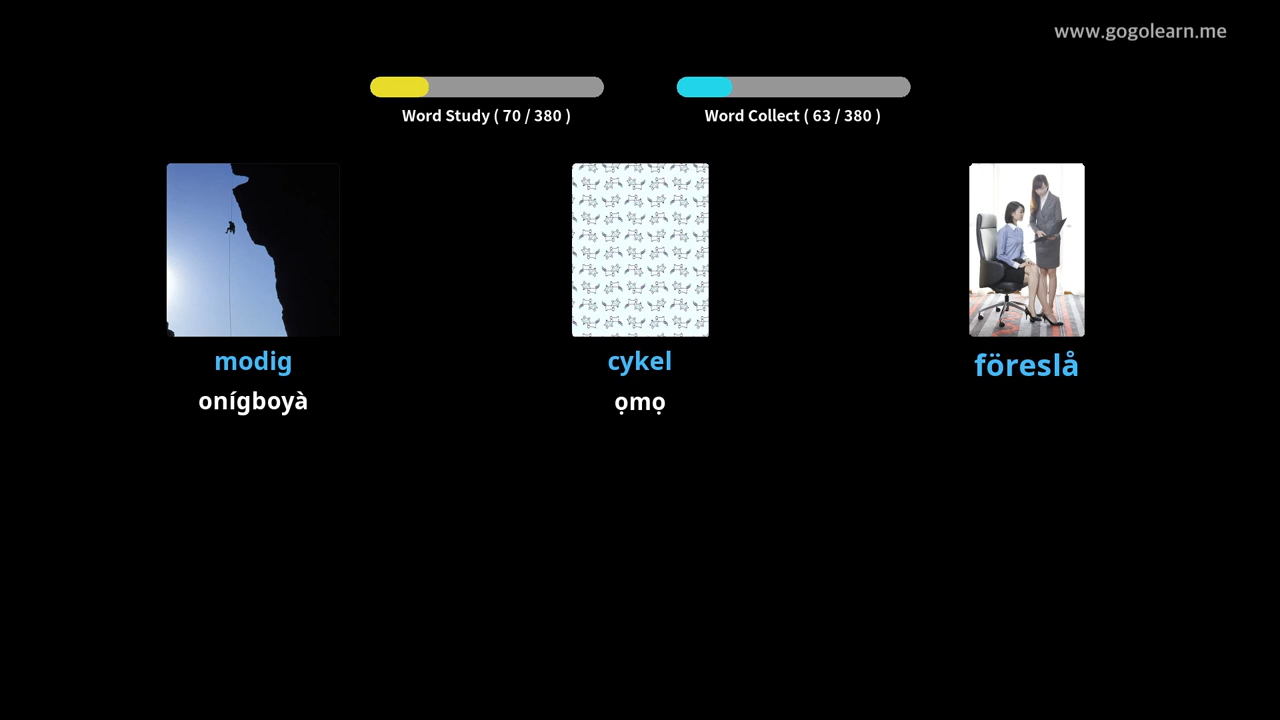 www.gogolearn.me
Word Study ( 70 / 380 )
Word Collect ( 63 / 380 )
modig
cykel
föreslå
onígboyà
ọmọ